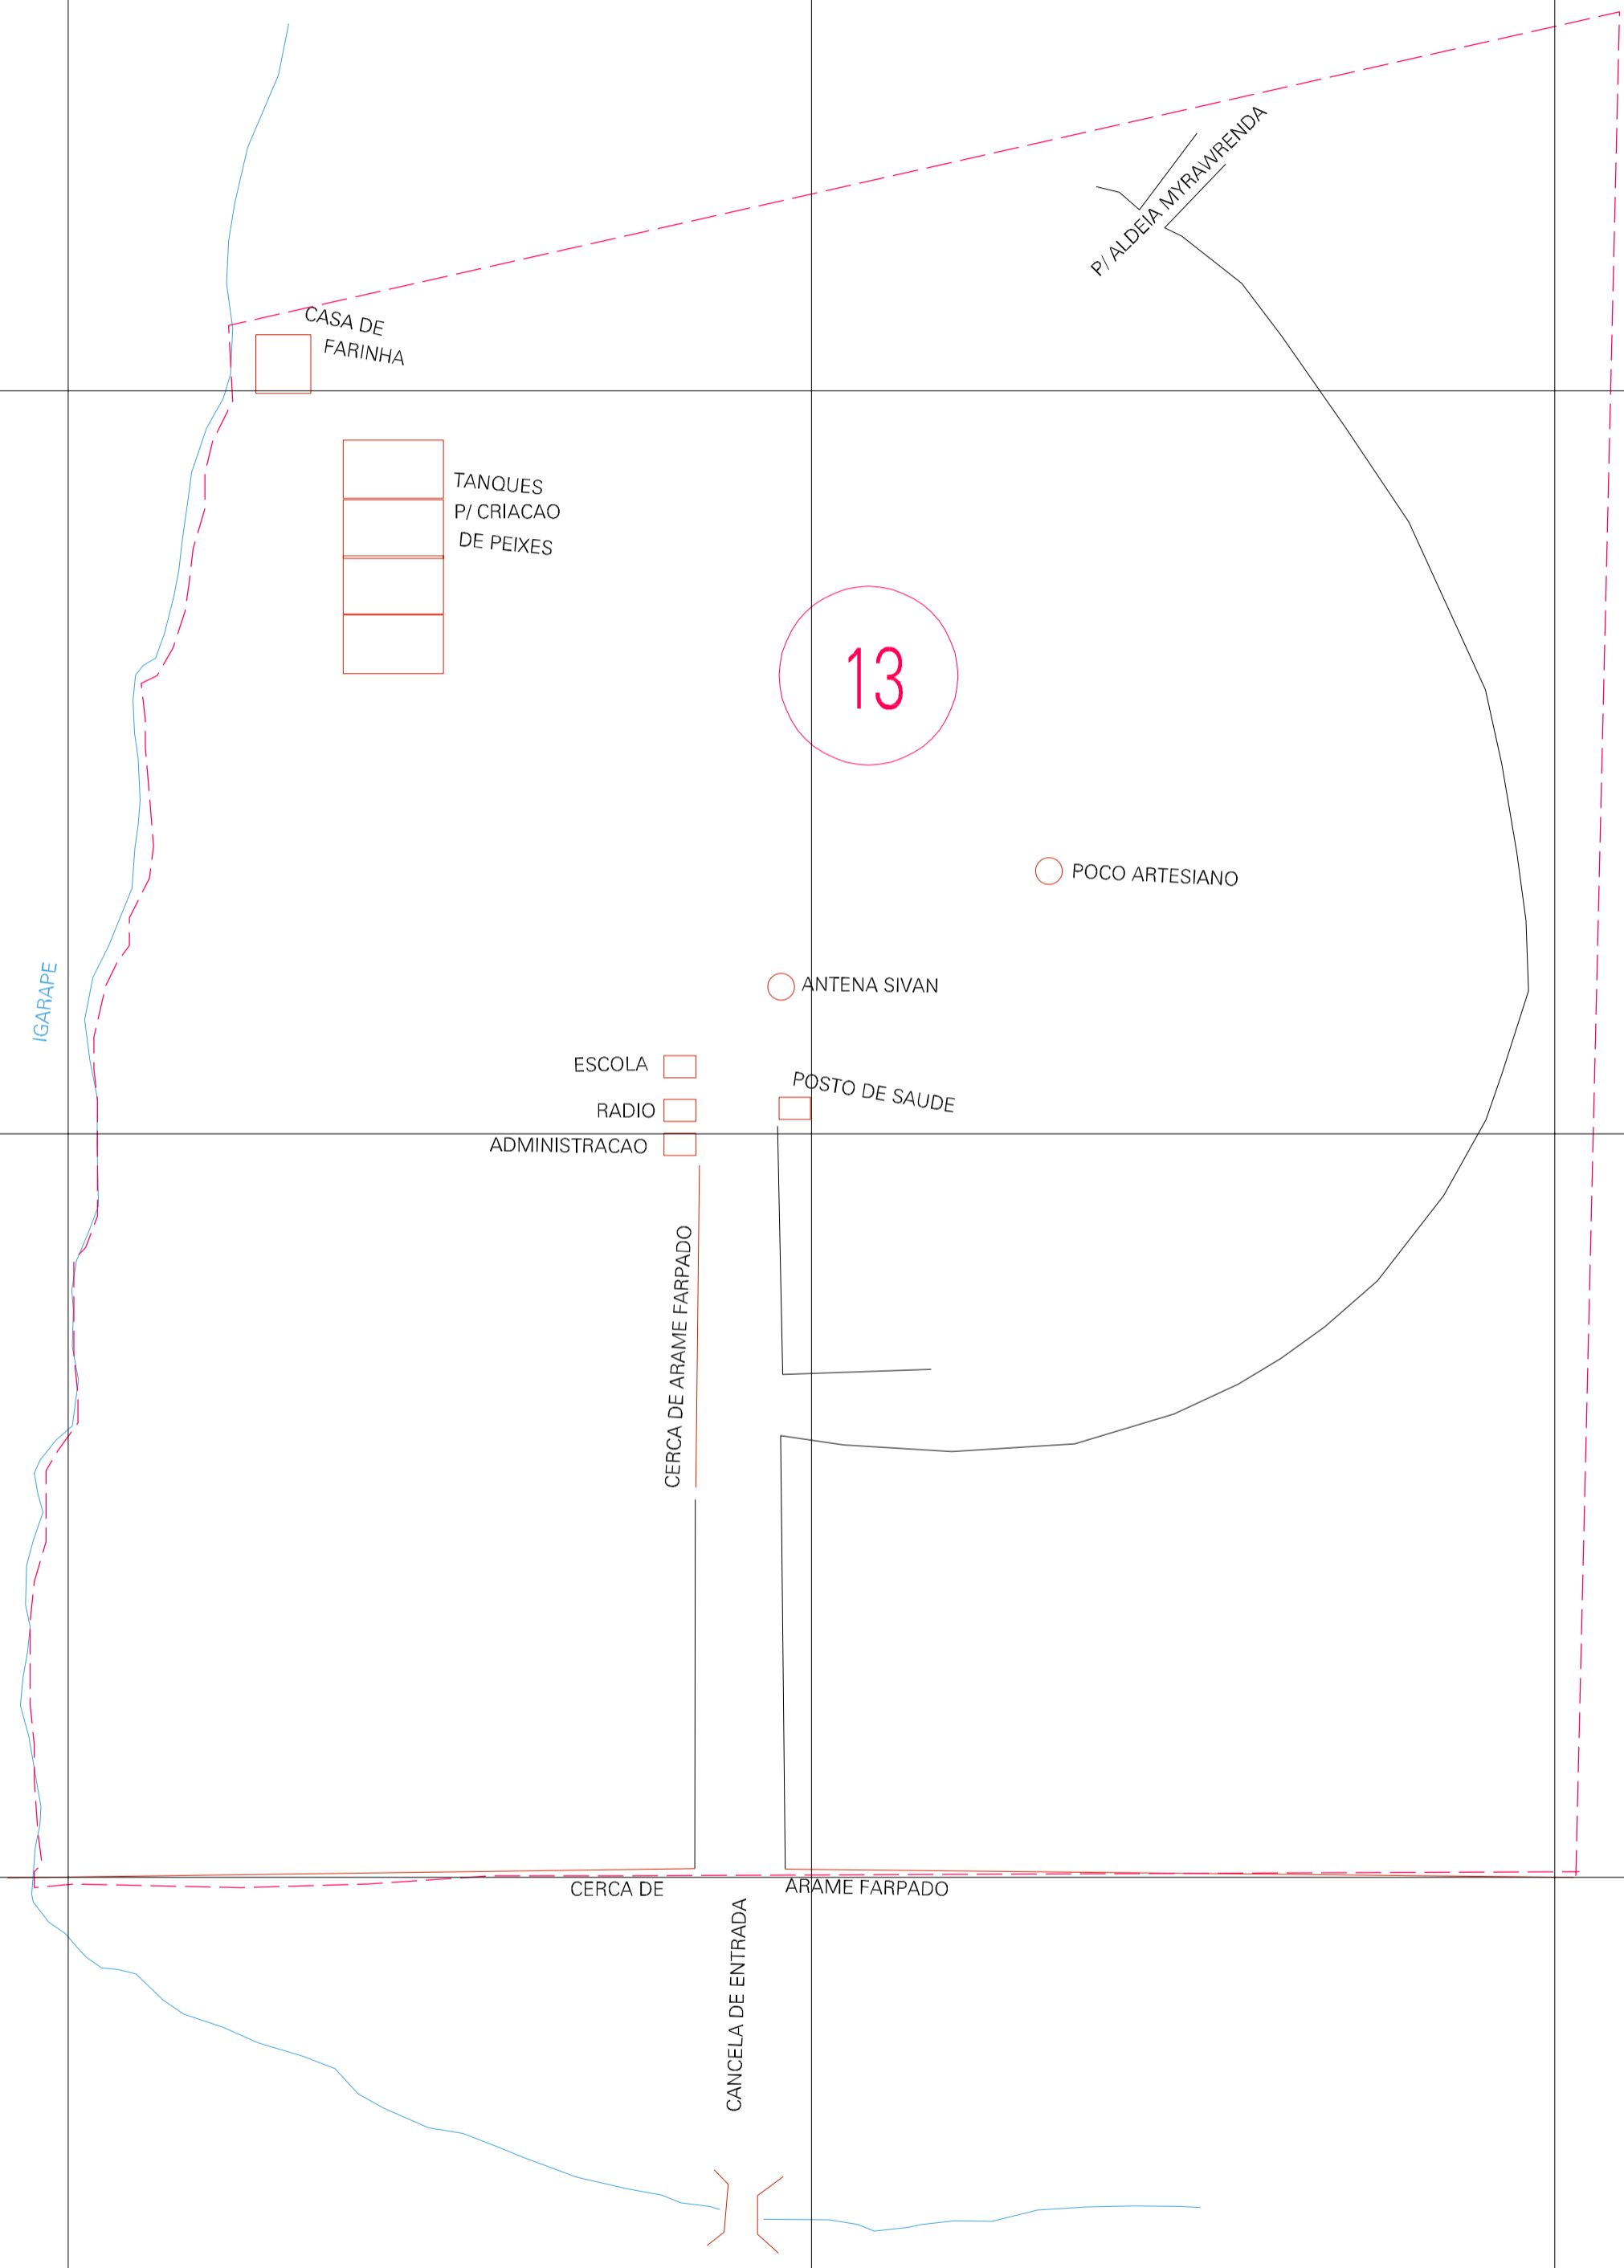 P/ ALDEIA MYRAWRENDA
CASA DE
FARINHA
TANQUES
P/ CRIACAO
DE PEIXES
13
POCO ARTESIANO
IGARAPE
ANTENA SIVAN
ESCOLA
POSTO DE SAUDE
RADIO
ADMINISTRACAO
CERCA DE ARAME FARPADO
CERCA DE
ARAME FARPADO
CANCELA DE ENTRADA